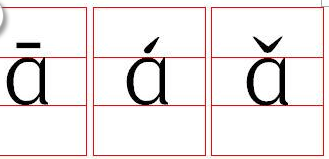 ā á ǎ